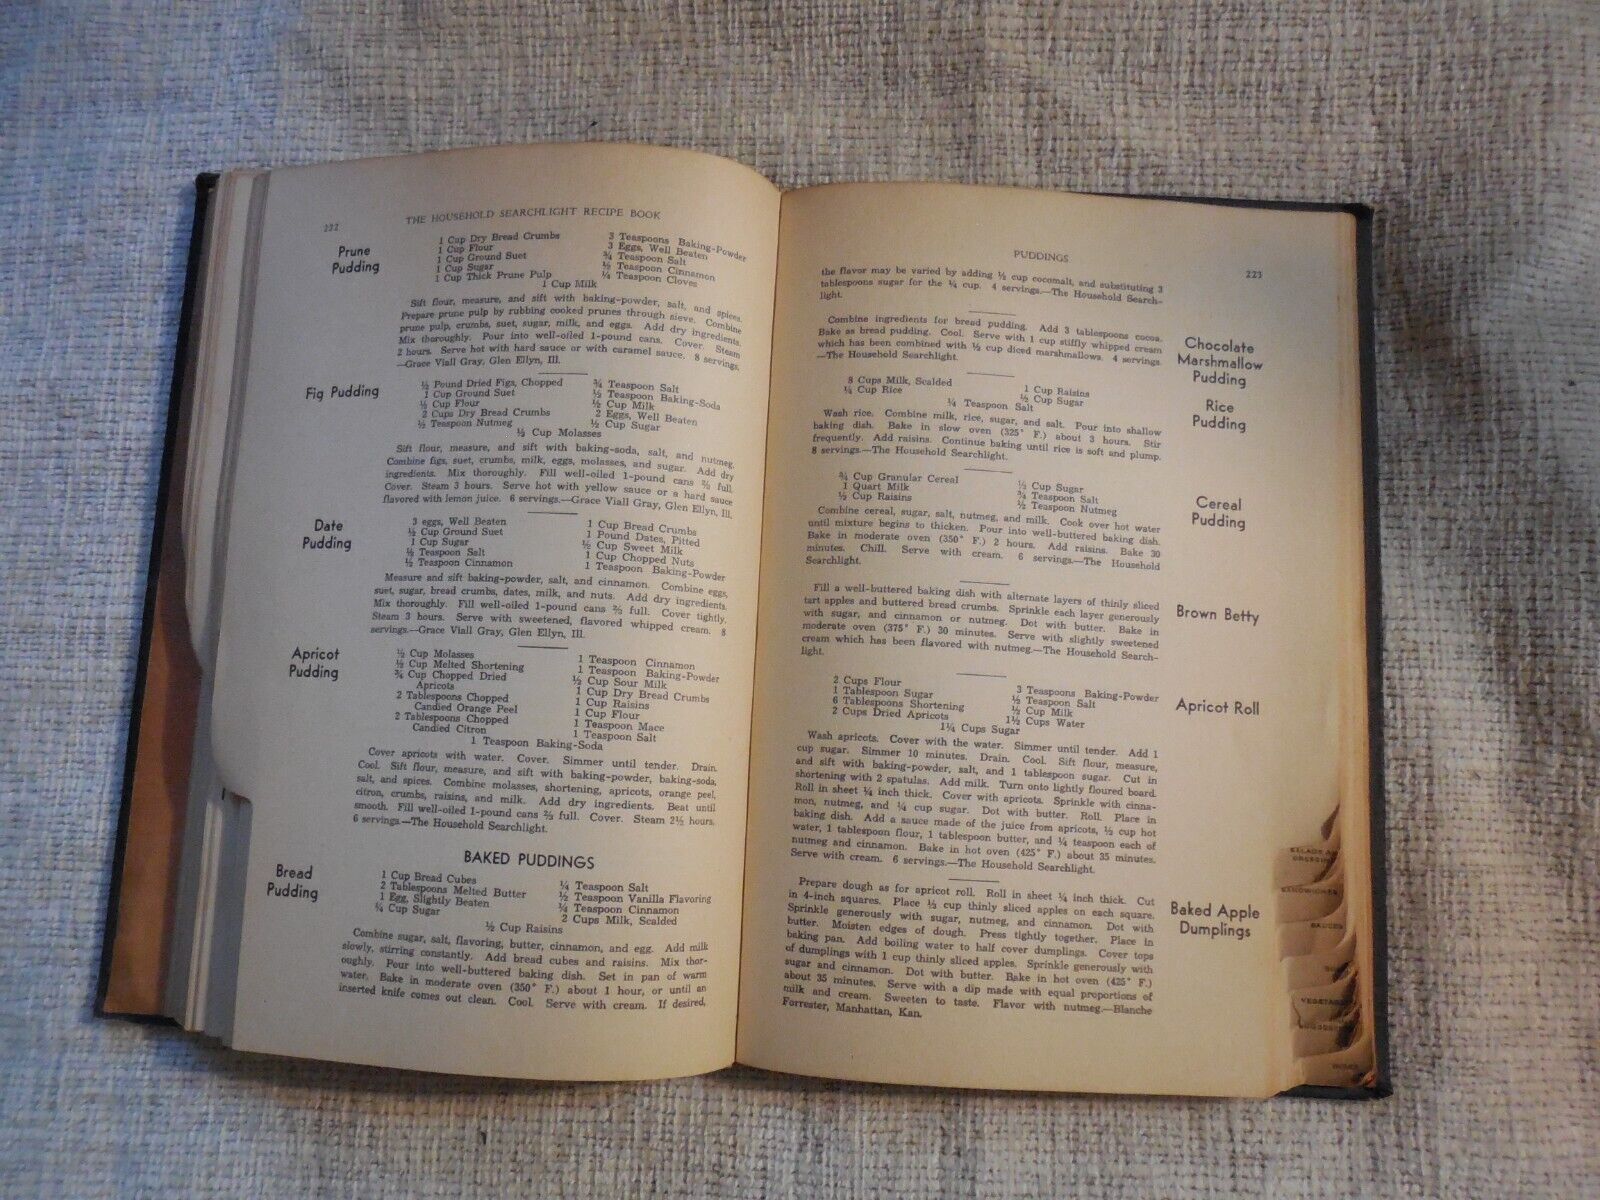 222
THE HOUSEHOLD SEARCHLIGHT RECIPE BOOK
Prune
Pudding
1 Cup Dry Bread Crumbs
1 Cup Flour
1 Cup Ground Suet
1 Cup Sugar
1 Cup Thick Prune Pulp
3 Teaspoons Baking-Powder
3 Eggs, Well Beaten
¾ Teaspoon Salt
½ Teaspoon Cinnamon
¼ Teaspoon Cloves
1 Cup Milk
Sift flour, measure, and sift with baking-powder, salt, and spices.
Prepare prune pulp by rubbing cooked prunes through sieve. Combine
prune pulp, crumbs, suet, sugar, milk, and eggs. Add dry ingredients.
Mix thoroughly. Pour into well-oiled 1-pound cans. Cover. Steam
2 hours. Serve hot with hard sauce or with caramel sauce. 8 servings.
—Grace Viall Gray, Glen Ellyn, Ill.
Fig Pudding
½ Pound Dried Figs, Chopped
1 Cup Ground Suet
½ Cup Flour
2 Cups Dry Bread Crumbs
½ Teaspoon Nutmeg
¾ Teaspoon Salt
½ Teaspoon Baking-Soda
½ Cup Milk
2 Eggs, Well Beaten
½ Cup Sugar
⅓ Cup Molasses
Sift flour, measure, and sift with baking-soda, salt, and nutmeg.
Combine figs, suet, crumbs, milk, eggs, molasses, and sugar. Add dry
ingredients. Mix thoroughly. Fill well-oiled 1-pound cans ⅔ full.
Cover. Steam 3 hours. Serve hot with yellow sauce or a hard sauce
flavored with lemon juice. 6 servings.—Grace Viall Gray, Glen Ellyn, Ill.
Date
Pudding
3 eggs, Well Beaten
½ Cup Ground Suet
1 Cup Sugar
½ Teaspoon Salt
½ Teaspoon Cinnamon
1 Cup Bread Crumbs
1 Pound Dates, Pitted
½ Cup Sweet Milk
1 Cup Chopped Nuts
1 Teaspoon Baking-Powder
Measure and sift baking-powder, salt, and cinnamon. Combine eggs,
suet, sugar, bread crumbs, dates, milk, and nuts. Add dry ingredients.
Mix thoroughly. Fill well-oiled 1-pound cans ⅔ full. Cover tightly.
Steam 3 hours. Serve with sweetened, flavored whipped cream. 8
servings.—Grace Viall Gray, Glen Ellyn, Ill.
Apricot
Pudding
½ Cup Molasses
½ Cup Melted Shortening
¾ Cup Chopped Dried
Apricots
2 Tablespoons Chopped
Candied Orange Peel
2 Tablespoons Chopped
Candied Citron
1 Teaspoon Cinnamon
1 Teaspoon Baking-Powder
½ Cup Sour Milk
1 Cup Dry Bread Crumbs
1 Cup Raisins
1 Cup Flour
1 Teaspoon Mace
1 Teaspoon Salt
1 Teaspoon Baking-Soda
Cover apricots with water. Cover. Simmer until tender. Drain.
Cool. Sift flour, measure, and sift with baking-powder, baking-soda,
salt, and spices. Combine molasses, shortening, apricots, orange peel,
citron, crumbs, raisins, and milk. Add dry ingredients. Beat until
smooth. Fill well-oiled 1-pound cans ⅔ full. Cover. Steam 2½ hours.
6 servings.—The Household Searchlight.
BAKED PUDDINGS
Bread
Pudding
1 Cup Bread Cubes
2 Tablespoons Melted Butter
1 Egg, Slightly Beaten
¼ Cup Sugar
¼ Teaspoon Salt
½ Teaspoon Vanilla Flavoring
¼ Teaspoon Cinnamon
2 Cups Milk, Scalded
½ Cup Raisins
Combine sugar, salt, flavoring, butter, cinnamon, and egg. Add milk
slowly, stirring constantly. Add bread cubes and raisins. Mix thor-
oughly. Pour into well-buttered baking dish. Set in pan of warm
water. Bake in moderate oven (350° F.) about 1 hour, or until an
inserted knife comes out clean. Cool. Serve with cream. If desired,
PUDDINGS
223
the flavor may be varied by adding ½ cup cocomalt, and substituting 3
tablespoons sugar for the ¼ cup. 4 servings.—The Household Search-
light.
Combine ingredients for bread pudding. Add 3 tablespoons cocoa.
Bake as bread pudding. Cool. Serve with 1 cup stiffly whipped cream
which has been combined with ½ cup diced marshmallows. 4 servings.
—The Household Searchlight.
Chocolate
Marshmallow
Pudding
8 Cups Milk, Scalded
¼ Cup Rice
1 Cup Raisins
½ Cup Sugar
¼ Teaspoon Salt
Rice
Pudding
Wash rice. Combine milk, rice, sugar, and salt. Pour into shallow
baking dish. Bake in slow oven (325° F.) about 3 hours. Stir
frequently. Add raisins. Continue baking until rice is soft and plump.
8 servings.—The Household Searchlight.
¾ Cup Granular Cereal
1 Quart Milk
½ Cup Raisins
⅓ Cup Sugar
¾ Teaspoon Salt
½ Teaspoon Nutmeg
Cereal
Pudding
Combine cereal, sugar, salt, nutmeg, and milk. Cook over hot water
until mixture begins to thicken. Pour into well-buttered baking dish.
Bake in moderate oven (350° F.) 2 hours. Add raisins. Bake 30
minutes. Chill. Serve with cream. 6 servings.—The Household
Searchlight.
Fill a well-buttered baking dish with alternate layers of thinly sliced
tart apples and buttered bread crumbs. Sprinkle each layer generously
with sugar, and cinnamon or nutmeg. Dot with butter. Bake in
moderate oven (375° F.) 30 minutes. Serve with slightly sweetened
cream which has been flavored with nutmeg.—The Household Search-
light.
Brown Betty
2 Cups Flour
1 Tablespoon Sugar
6 Tablespoons Shortening
2 Cups Dried Apricots
3 Teaspoons Baking-Powder
½ Teaspoon Salt
½ Cup Milk
1½ Cups Water
1¼ Cups Sugar
Apricot Roll
Wash apricots. Cover with the water. Simmer until tender. Add 1
cup sugar. Simmer 10 minutes. Drain. Cool. Sift flour, measure,
and sift with baking-powder, salt, and 1 tablespoon sugar. Cut in
shortening with 2 spatulas. Add milk. Turn onto lightly floured board.
Roll in sheet ¼ inch thick. Cover with apricots. Sprinkle with cinna-
mon, nutmeg, and ¼ cup sugar. Dot with butter. Roll. Place in
baking dish. Add a sauce made of the juice from apricots, ½ cup hot
water, 1 tablespoon flour, 1 tablespoon butter, and ¼ teaspoon each of
nutmeg and cinnamon. Bake in hot oven (425° F.) about 35 minutes.
Serve with cream. 6 servings.—The Household Searchlight.
Prepare dough as for apricot roll. Roll in sheet ¼ inch thick. Cut
in 4-inch squares. Place ⅓ cup thinly sliced apples on each square.
Sprinkle generously with sugar, nutmeg, and cinnamon. Dot with
butter. Moisten edges of dough. Press tightly together. Place in
baking pan. Add boiling water to half cover dumplings. Cover tops
of dumplings with 1 cup thinly sliced apples. Sprinkle generously with
sugar and cinnamon. Dot with butter. Bake in hot oven (425° F.)
about 35 minutes. Serve with a dip made with equal proportions of
milk and cream. Sweeten to taste. Flavor with nutmeg.—Blanche
Forrester, Manhattan, Kan.
Baked Apple
Dumplings
SANDWICHES
SAUCES